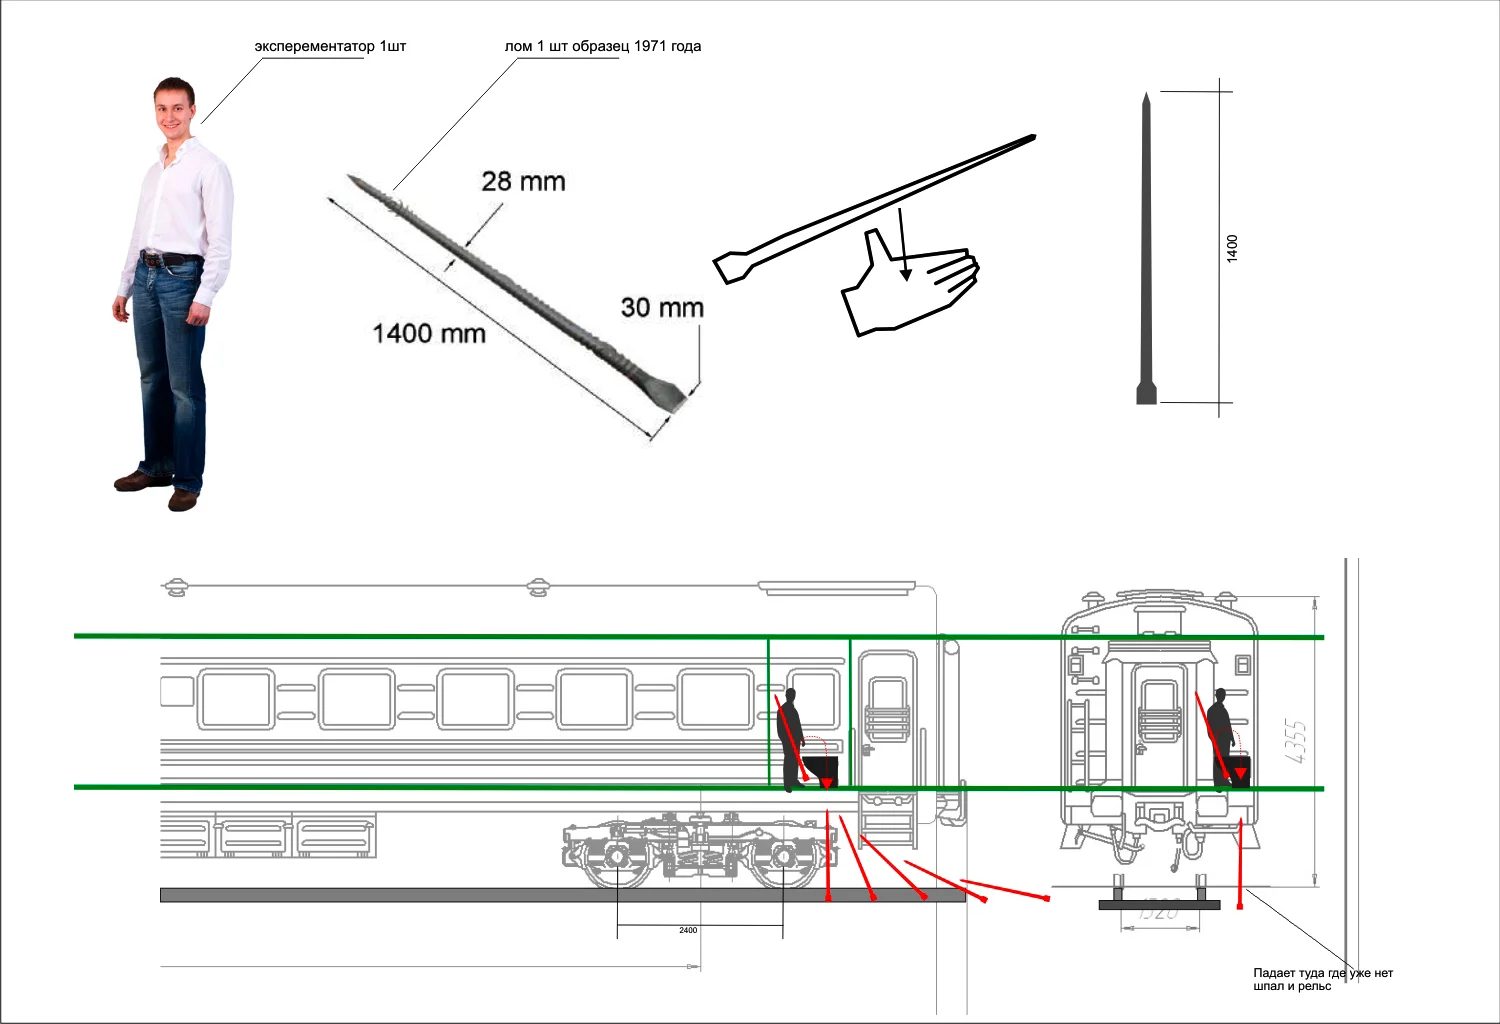 эксперементатор 1шт
лом 1 шт образец 1971 года
28 mm
30 mm
1400 mm
1400
4355
1520
2400
Падает туда где уже нет
шпал и рельс